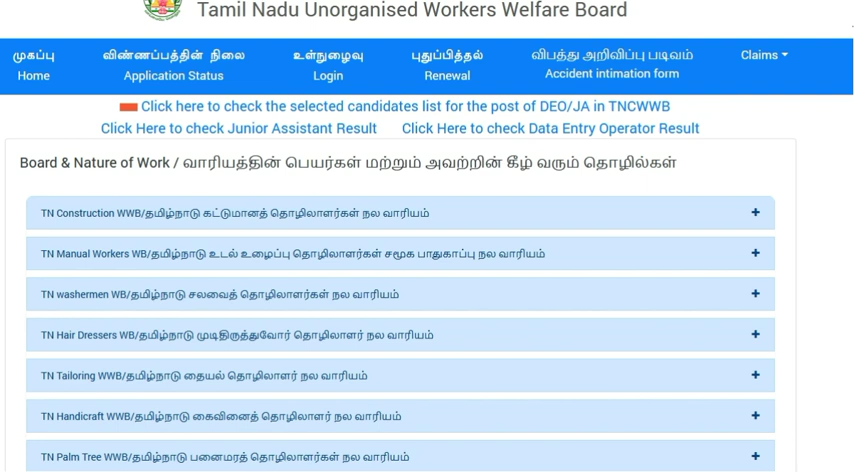 Tamil Nadu Unorganised Workers Welfare Board
முகப்பு விண்ணப்பத்தின் நிலை உள்நுழைவு புதுப்பித்தல் விபத்து அறிவிப்பு படிவம் Claims
Home Application Status Login Renewal Accident intimation form
Click here to check the selected candidates list for the post of DEO/JA in TNCWWB
Click Here to check Junior Assistant Result Click Here to check Data Entry Operator Result
Board & Nature of Work / வாரியத்தின் பெயர்கள் மற்றும் அவற்றின் கீழ் வரும் தொழில்கள்
TN Construction WWB/தமிழ்நாடு கட்டுமானத் தொழிலாளர்கள் நல வாரியம் +
TN Manual Workers WB/தமிழ்நாடு உடல் உழைப்பு தொழிலாளர்கள் சமூக பாதுகாப்பு நல வாரியம் +
TN washermen WB/தமிழ்நாடு சலவைத் தொழிலாளர்கள் நல வாரியம் +
TN Hair Dressers WB/தமிழ்நாடு முடிதிருத்துவோர் தொழிலாளர் நல வாரியம் +
TN Tailoring WWB/தமிழ்நாடு தையல் தொழிலாளர் நல வாரியம் +
TN Handicraft WWB/தமிழ்நாடு கைவினைத் தொழிலாளர் நல வாரியம் +
TN Palm Tree WWB/தமிழ்நாடு பனைமரத் தொழிலாளர்கள் நல வாரியம் +